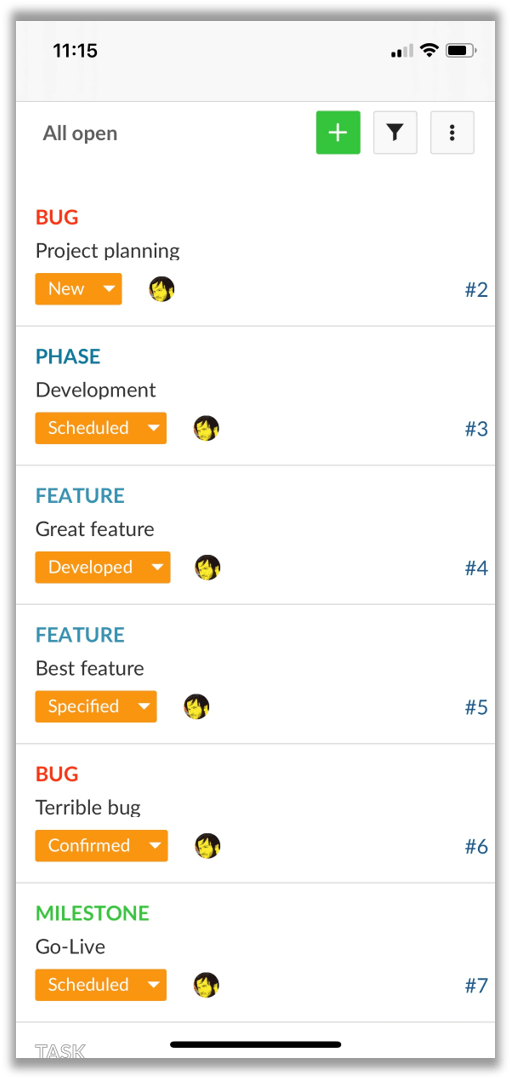 11:15
All open
BUG
Project planning
New
#2
PHASE
Development
Scheduled
#3
FEATURE
Great feature
Developed
#4
FEATURE
Best feature
Specified
#5
BUG
Terrible bug
Confirmed
#6
MILESTONE
Go-Live
Scheduled
#7
TASK